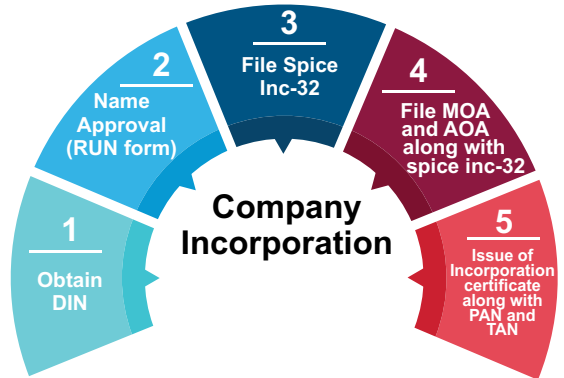 1
Obtain
DIN
2
Name
Approval
(RUN form)
3
File Spice
Inc-32
4
File MOA
and AOA
along with
spice inc-32
5
Issue of
Incorporation
certificate
along with
PAN and
TAN
Company
Incorporation